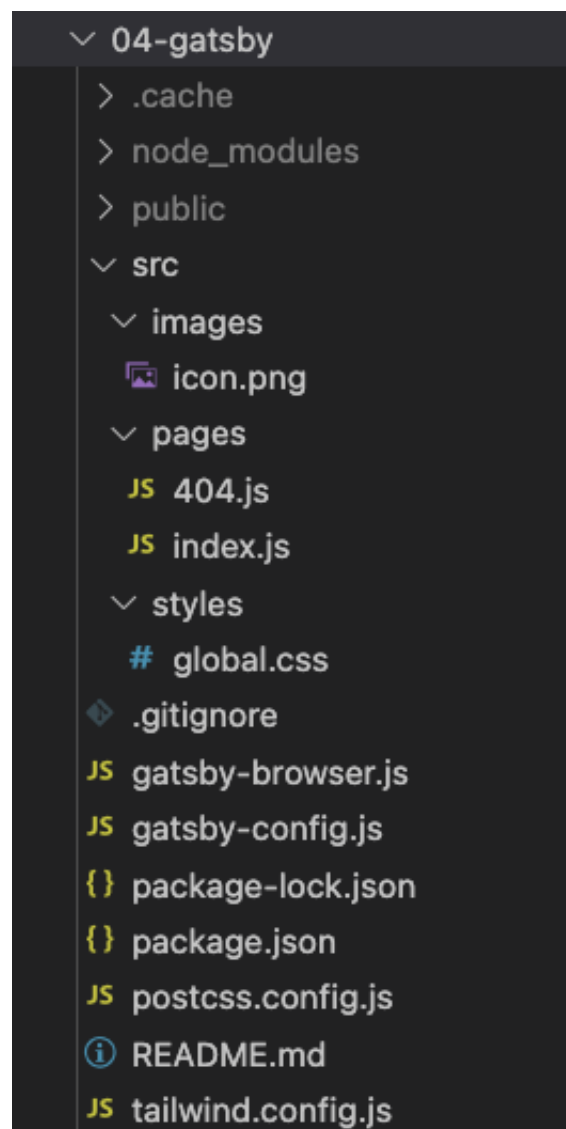 04-gatsby
.cache
node_modules
public
src
images
icon.png
pages
JS 404.js
JS index.js
styles
# global.css
.gitignore
JS gatsby-browser.js
JS gatsby-config.js
{} package-lock.json
{} package.json
JS postcss.config.js
README.md
JS tailwind.config.js